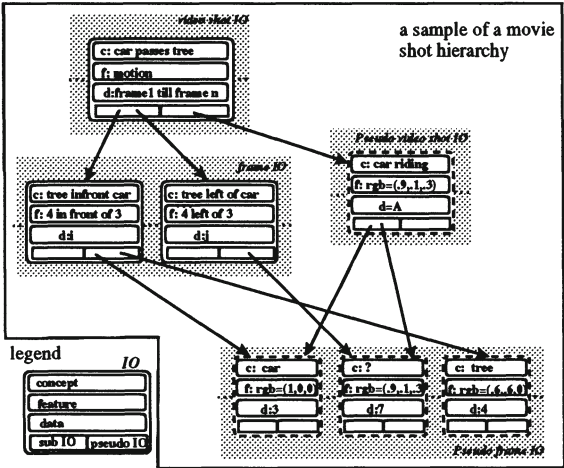 video shot IO
a sample of a movie
shot hierarchy
c: car passes tree
f: motion
d:frame1 till frame n
Pseudo video shot IO
frame IO
c: car riding
f: rgb=(.9,.1,.3)
d=A
c: tree infront car
f: 4 in front of 3
d:i
c: tree left of car
f: 4 left of 3
d:j
legend
IO
concept
feature
data
sub IO
pseudo IO
c: car
f: rgb=(1,0,0)
d:3
c: ?
f: rgb=(.9,.1,.3
d:7
c: tree
f: rgb=(.6,.6,0)
d:4
Pseudo frame IO